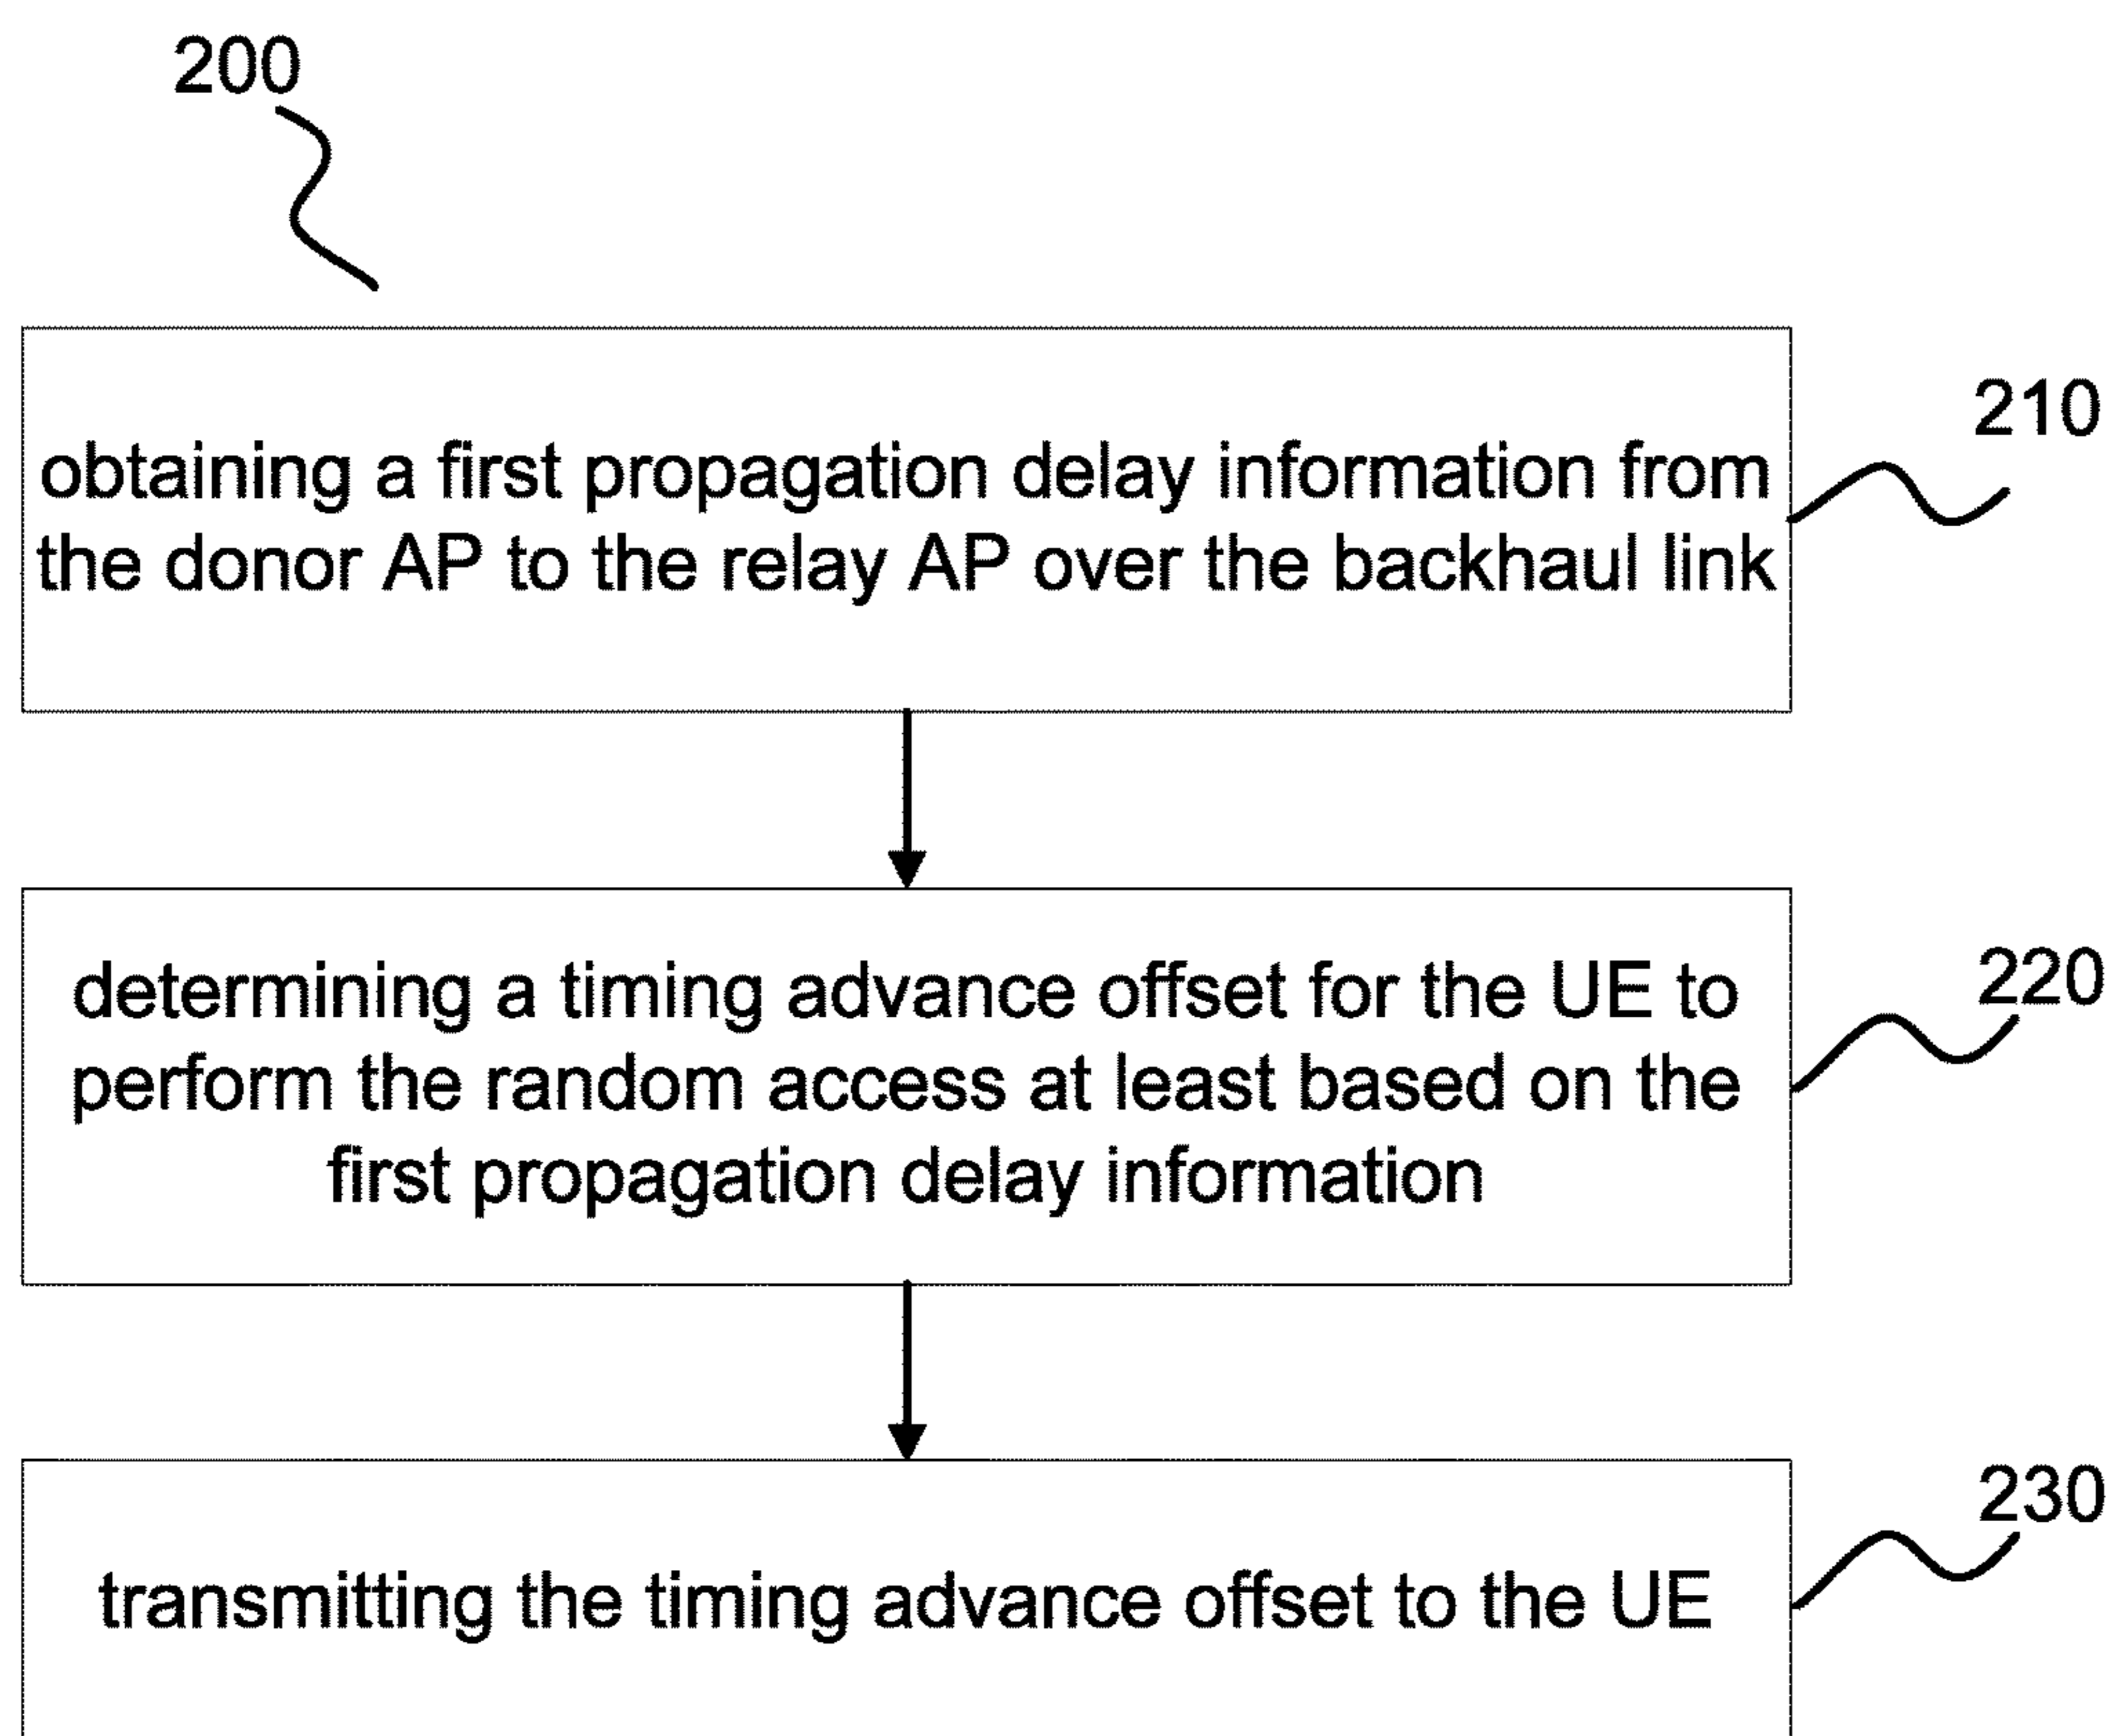 200
obtaining a first propagation delay information from
the donor AP to the relay AP over the backhaul link
210
determining a timing advance offset for the UE to
perform the random access at least based on the
first propagation delay information
220
transmitting the timing advance offset to the UE
230